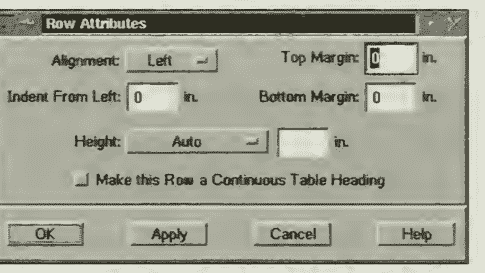 Row Attributes
Alignment: Left Top Margin: 0 in.
Indent From Left: 0 in. Bottom Margin: 0 in.
Height: Auto in.
Make this Row a Continuous Table Heading
OK Apply Cancel Help